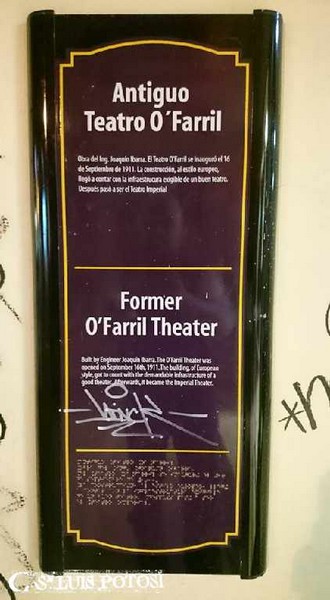 Antiguo
Teatro O´Farril
Obra del Ing. Joaquín Ibarra. El Teatro O'Farril se inauguró el 16
de Septiembre de 1911. La construcción, al estilo europeo,
llegó a contar con la infraestrucura exigible de un buen teatro.
Después pasó a ser el Teatro Imperial
Former
O'Farril Theater
Built by Engineer Joaquín Ibarra. The O'Farril Theater was
opened on September 16th, 1911. The building, of European
style, got to count with the demandable infrastructure of a
good theater. Afterwards, it became the Imperial Theater.
S. LUIS POTOSÍ